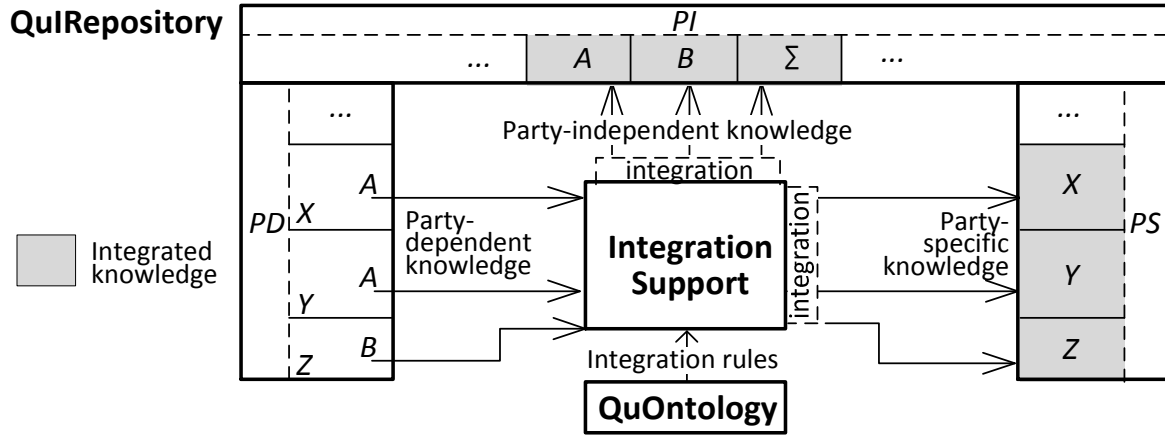 QuIRepository
PI
... A B Σ ...
...
...
Party-independent knowledge
integration
A
X
PD
X
PS
Party-
dependent
knowledge
Integration
Support
integration
Party-
specific
knowledge
Integrated
knowledge
A
Y
Y
B
Z
Z
Integration rules
QuOntology